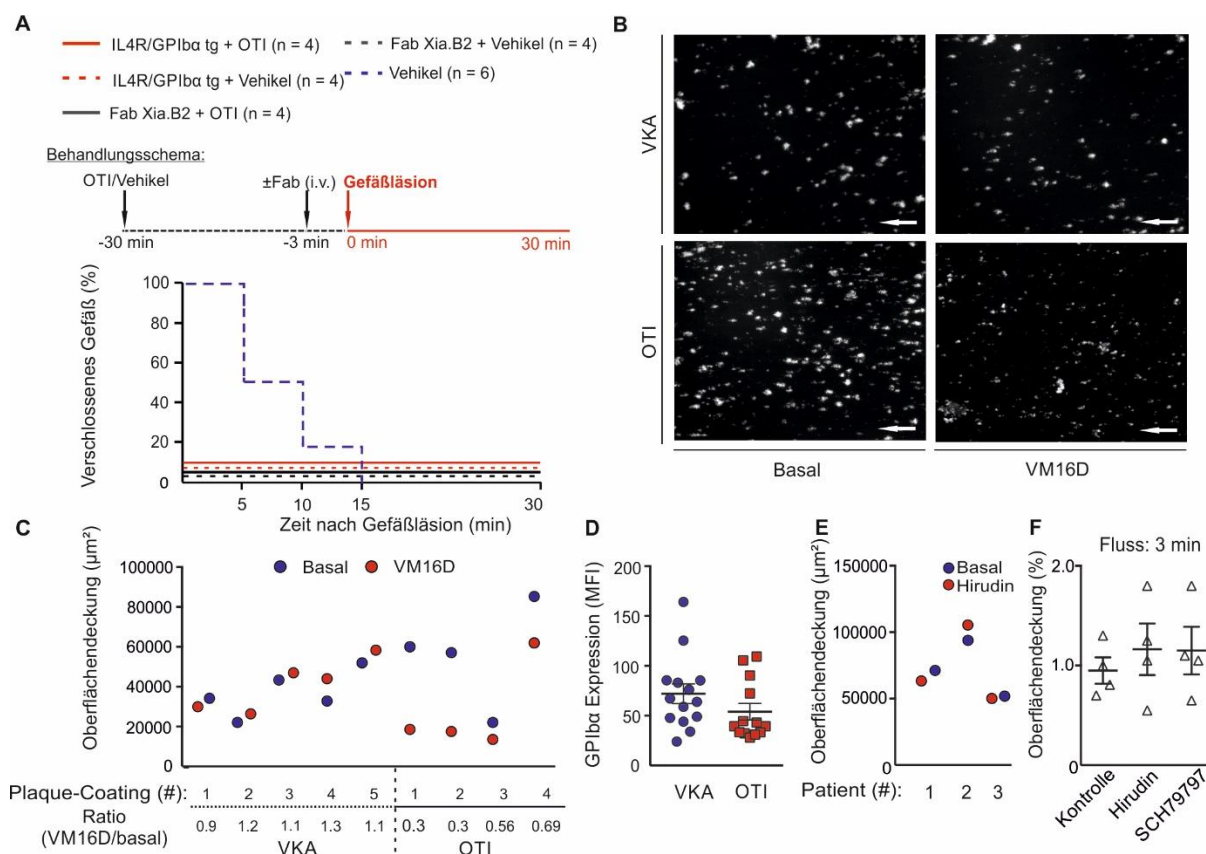 A
IL4R/GPIbα tg + OTI (n = 4)
IL4R/GPIbα tg + Vehikel (n = 4)
Fab Xia.B2 + OTI (n = 4)
Fab Xia.B2 + Vehikel (n = 4)
Vehikel (n = 6)
Behandlungsschema:
OTI/Vehikel
±Fab (i.v.)
Gefäßläsion
-30 min
-3 min
0 min
30 min
Verschlossenes Gefäß (%)
100
80
60
40
20
0
5
10
15
30
Zeit nach Gefäßläsion (min)
B
VKA
OTI
Basal
VM16D
C
Basal
VM16D
Oberflächendeckung (µm²)
100000
80000
60000
40000
20000
0
Plaque-Coating (#): 1 2 3 4 5 1 2 3 4
Ratio
(VM16D/basal)
0.9 1.2 1.1 1.3 1.1 0.3 0.3 0.56 0.69
VKA
OTI
D
GPIbα Expression (MFI)
200
150
100
50
0
VKA
OTI
E
Oberflächendeckung (µm²)
Basal
Hirudin
150000
100000
50000
0
Patient (#): 1 2 3
F
Fluss: 3 min
Oberflächendeckung (%)
2.0
1.0
0
Kontrolle
Hirudin
SCH79797